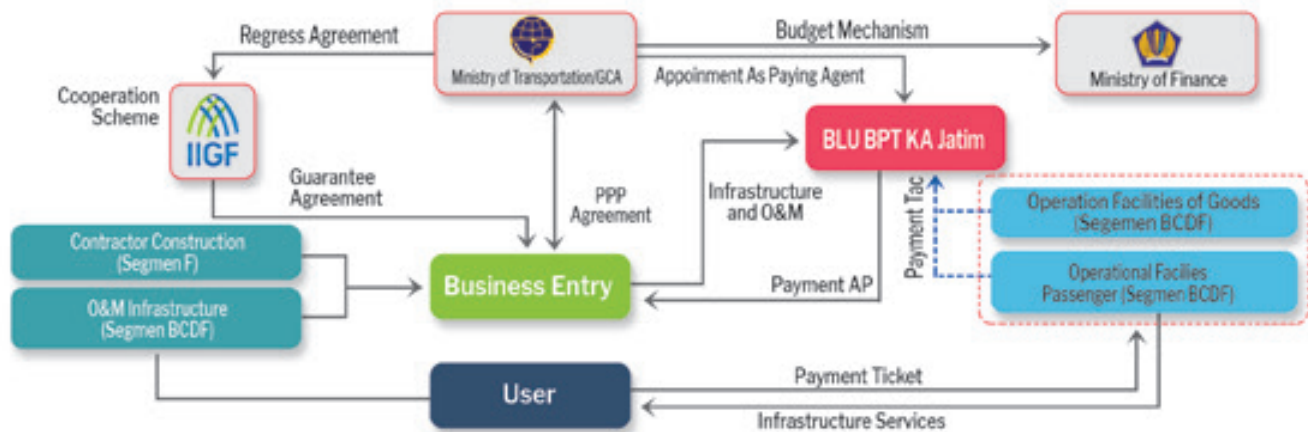 Regress Agreement
Budget Mechanism
Ministry of Transportation/GCA
Appoinment As Paying Agent
Ministry of Finance
Cooperation
Scheme
IIGF
BLU BPT KA Jatim
Guarantee
Agreement
PPP
Agreement
Infrastructure
and O&M
Payment Tac
Operation Facilities of Goods
(Segemen BCDF)
Contractor Construction
(Segmen F)
Business Entry
Payment AP
Operational Facilies
Passenger (Segmen BCDF)
O&M Infrastructure
(Segmen BCDF)
User
Payment Ticket
Infrastructure Services